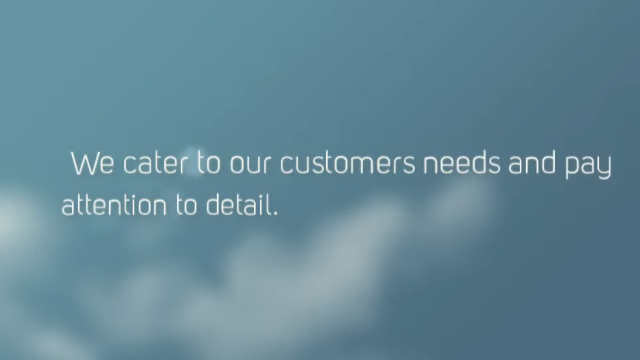 We cater to our customers needs and pay
attention to detail.